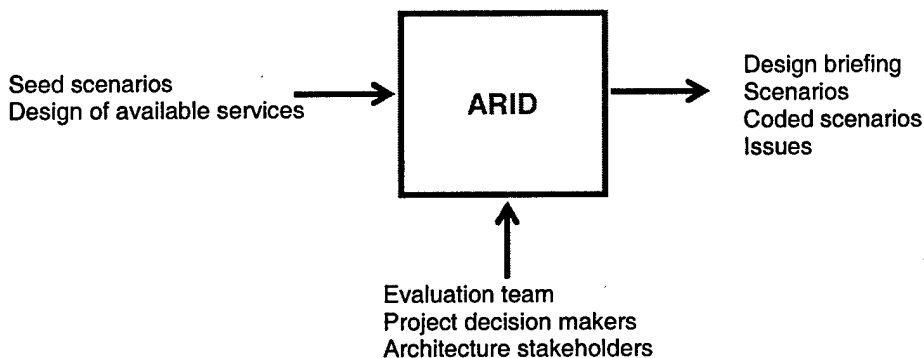 Seed scenarios
Design of available services
ARID
Design briefing
Scenarios
Coded scenarios
Issues
Evaluation team
Project decision makers
Architecture stakeholders